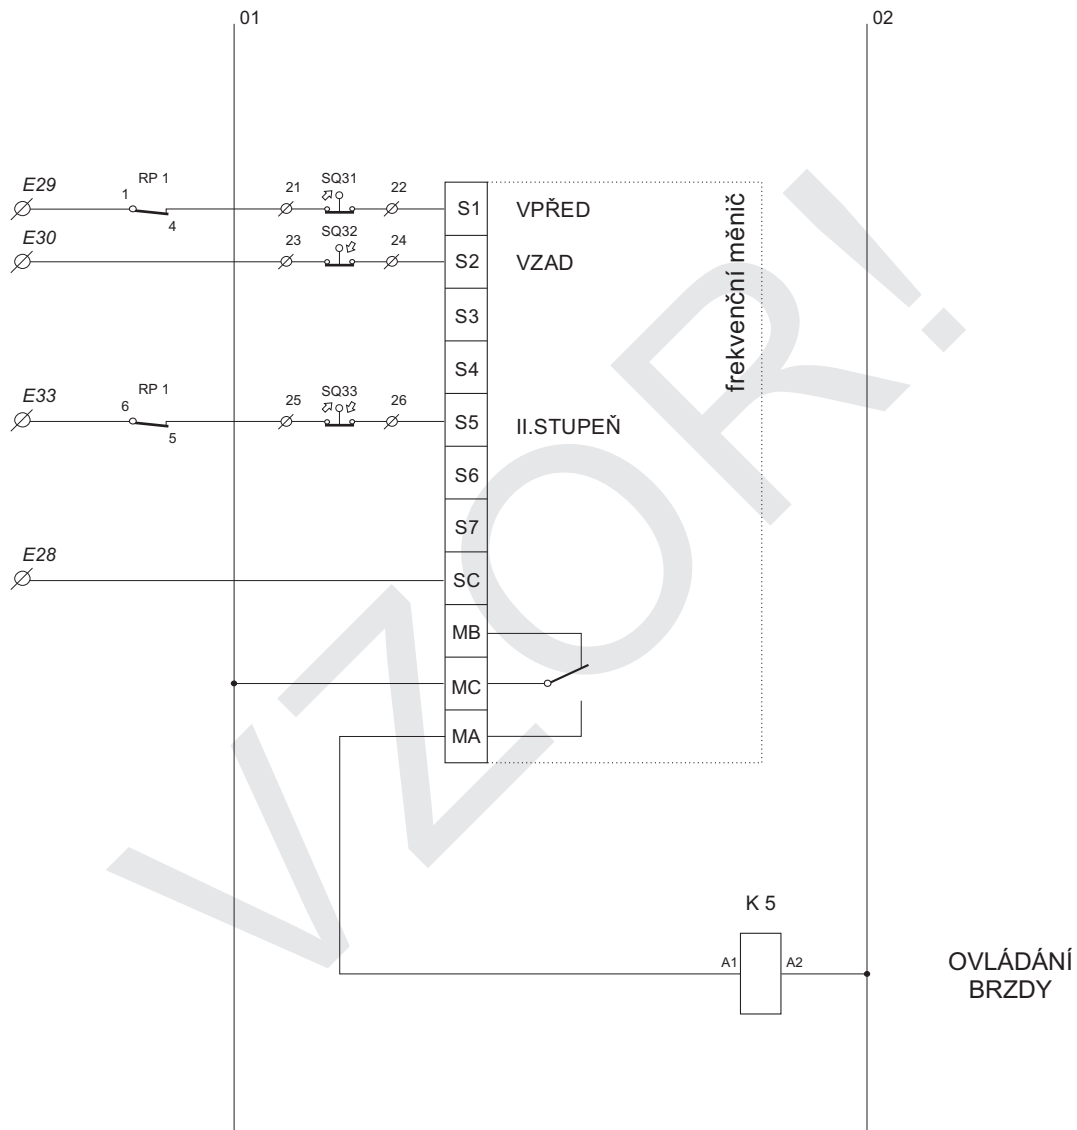 01
02
E29
1
RP 1
4
21
SQ31
22
S1
VPŘED
E30
23
SQ32
24
S2
VZAD
frekvenční měnič
S3
S4
E33
6
RP 1
5
25
SQ33
26
S5
II.STUPEŇ
S6
S7
E28
SC
MB
MC
MA
K 5
A1
A2
OVLÁDÁNÍ
BRZDY
VZOR!